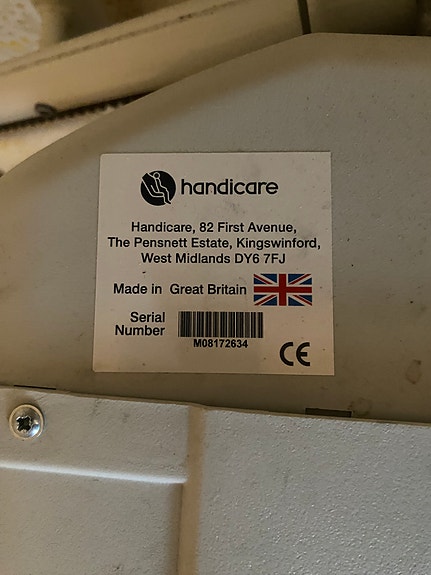 handicare
Handicare, 82 First Avenue,
The Pensnett Estate, Kingswinford,
West Midlands DY6 7FJ
Made in Great Britain
Serial
Number
M08172634
CE